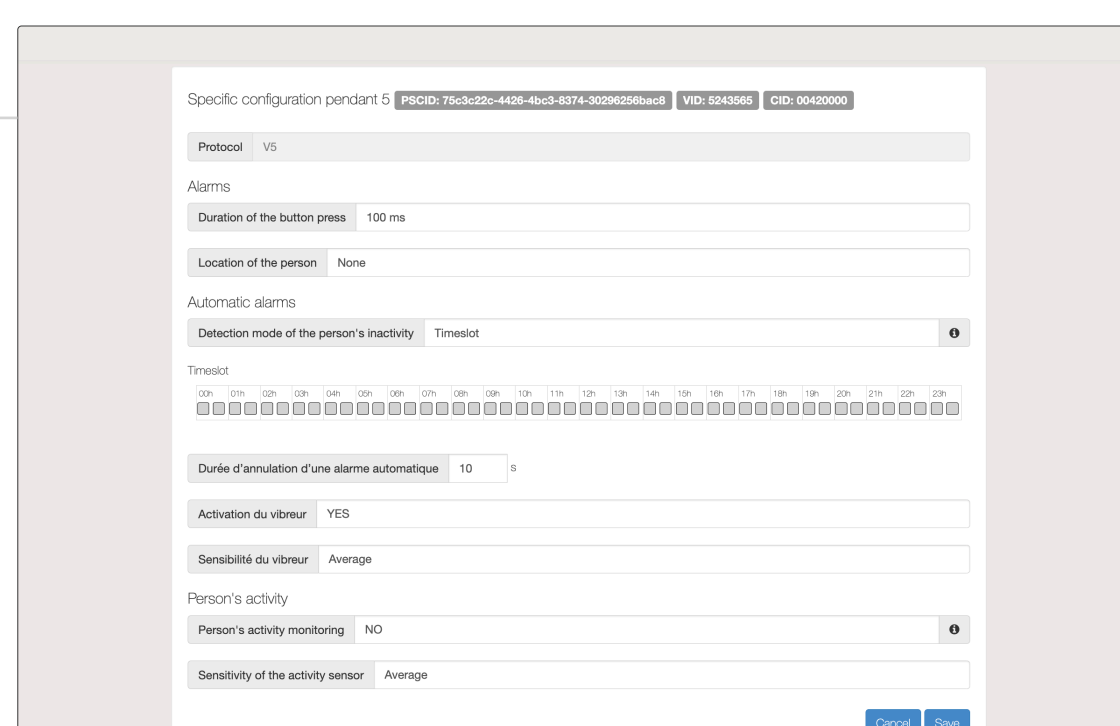 Specific configuration pendant 5 PSCID: 75c3c22c-4426-4bc3-8374-30296256bac8 VID: 5243565 CID: 00420000
Protocol V5
Alarms
Duration of the button press 100 ms
Location of the person None
Automatic alarms
Detection mode of the person's inactivity Timeslot
Timeslot
00h 01h 02h 03h 04h 05h 06h 07h 08h 09h 10h 11h 12h 13h 14h 15h 16h 17h 18h 19h 20h 21h 22h 23h
Durée d'annulation d'une alarme automatique 10 s
Activation du vibreur YES
Sensibilité du vibreur Average
Person's activity
Person's activity monitoring NO
Sensitivity of the activity sensor Average
Cancel Save